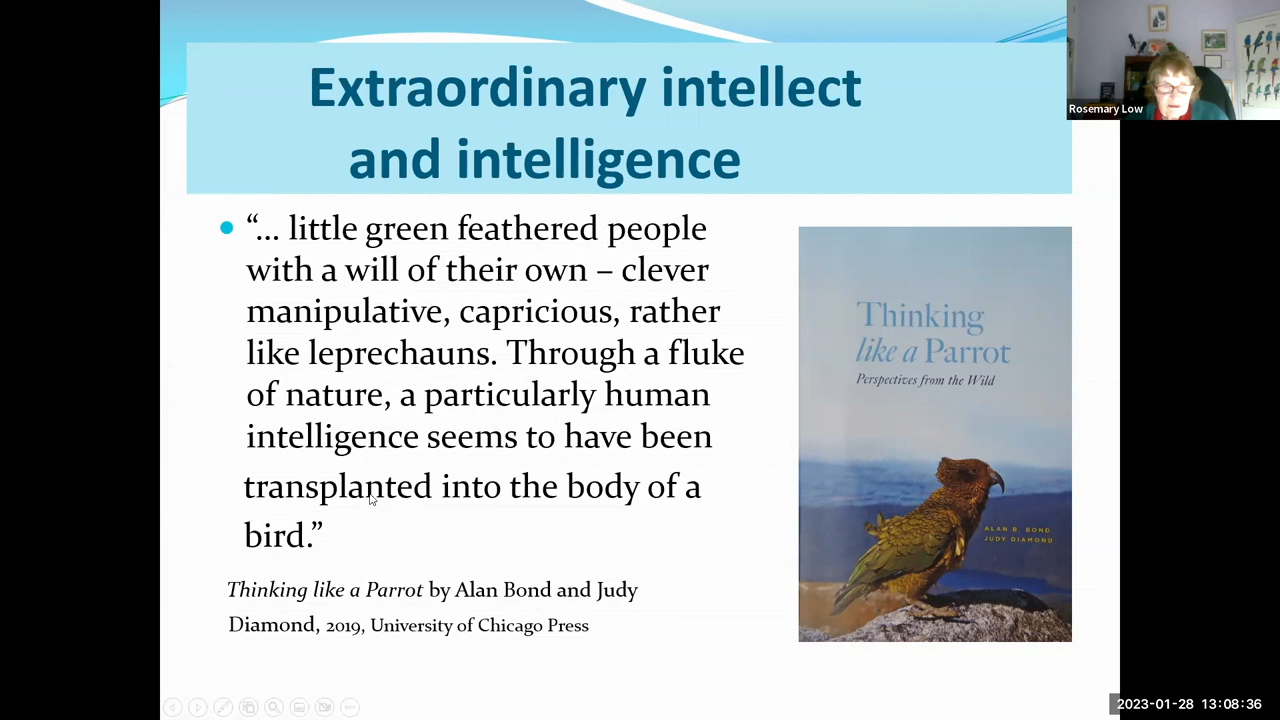 Extraordinary intellect
and intelligence
Rosemary Low
“... little green feathered people
with a will of their own – clever
manipulative, capricious, rather
like leprechauns. Through a fluke
of nature, a particularly human
intelligence seems to have been
transplanted into the body of a
bird.”
Thinking like a Parrot by Alan Bond and Judy
Diamond, 2019, University of Chicago Press
Thinking
like a Parrot
Perspectives from the Wild
ALAN B. BOND
JUDY DIAMOND
2023-01-28 13:08:36